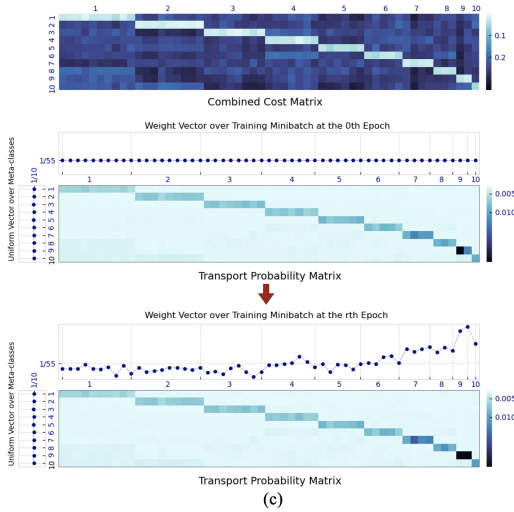 1 2 3 4 5 6 7 8 9 10
1 2 3 4 5 6 7 8 9 10
0.1
0.2
Combined Cost Matrix
Weight Vector over Training Minibatch at the 0th Epoch
1/55
Uniform Vector over Meta-classes
1/10
1 2 3 4 5 6 7 8 9 10
1 2 3 4 5 6 7 8 9 10
0.005
0.010
Transport Probability Matrix
Weight Vector over Training Minibatch at the rth Epoch
1/55
Uniform Vector over Meta-classes
1/10
1 2 3 4 5 6 7 8 9 10
1 2 3 4 5 6 7 8 9 10
0.005
0.010
Transport Probability Matrix
(c)